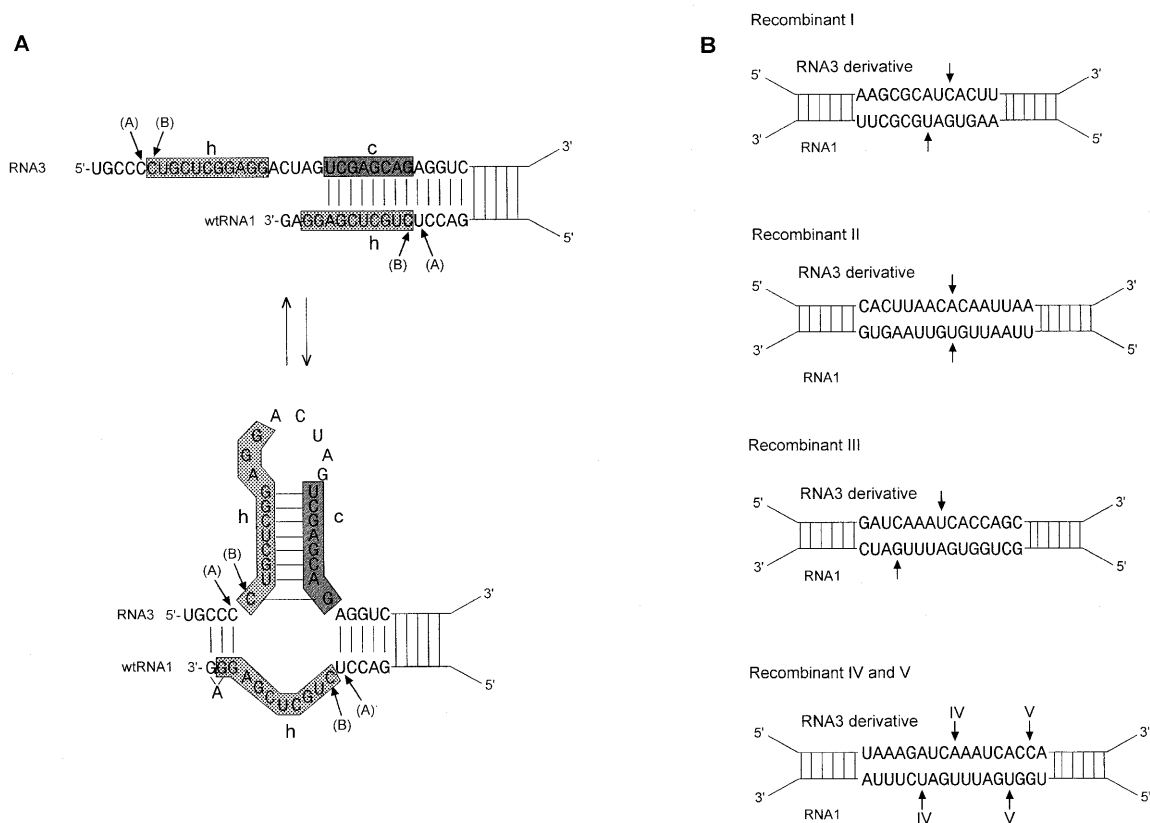 A
(A) (B)
h c
RNA3 5'-UGCCCCUGCUCGGAGGACUAGUCGAGCAGAGGUC 3'
wtRNA1 3'-GAGGAGCUCGUCUCCAG
h
5'
(B) (A)
A C
G U
G A
A G
G U
G C
C G
h U A c
C G
G C
U A
(B)
(A)
C G
RNA3 5'-UGCCC AGGUC 3'
wtRNA1 3'-GGGAGCUCGUCUCCAG
A
5'
(B) (A)
h
B
Recombinant I
RNA3 derivative
5' 3'
AAGCGCAUCACUU
UUCGCGUAGUGAA
3' 5'
RNA1
Recombinant II
RNA3 derivative
5' 3'
CACUUAACACAAUUAA
GUGAAUUGUGUUAAUU
3' 5'
RNA1
Recombinant III
RNA3 derivative
5' 3'
GAUCAAAUCACCAGC
CUAGUUUAGUGGUCG
3' 5'
RNA1
Recombinant IV and V
IV V
RNA3 derivative
5' 3'
UAAAGAUCAAAUCACCA
AUUUCUAGUUUAGUGGU
3' 5'
RNA1 IV V